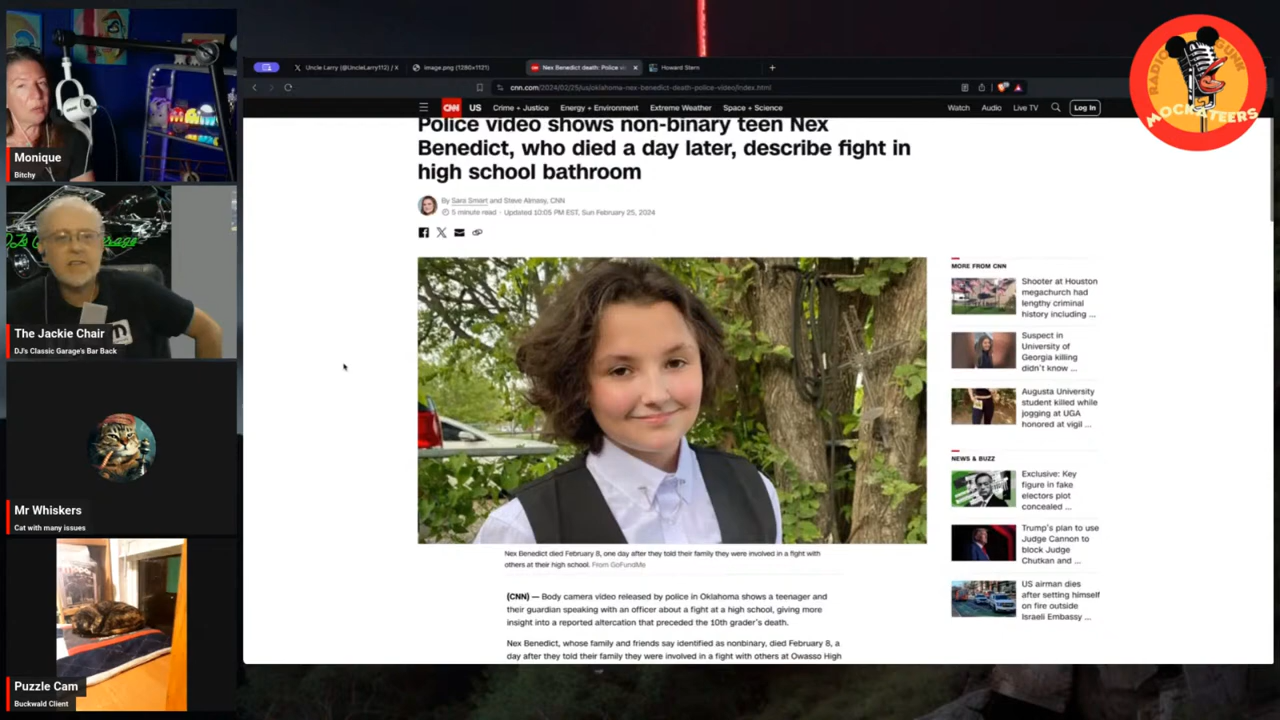 Monique
Bitchy
The Jackie Chair
DJ's Classic Garage's Bar Back
Mr Whiskers
Cat with many issues
Puzzle Cam
Buckwald Client
Uncle Larry (@UncleLarry112) / X
image.png (1280×1121)
Nex Benedict death: Police vi
Howard Stern
cnn.com/2024/02/25/us/oklahoma-nex-benedict-death-police-video/index.html
CNN US Crime + Justice Energy + Environment Extreme Weather Space + Science Watch Audio Live TV Log In
Police video shows non-binary teen Nex
Benedict, who died a day later, describe fight in
high school bathroom
By Sara Smart and Steve Almasy, CNN
5 minute read · Updated 10:05 PM EST, Sun February 25, 2024
Nex Benedict died February 8, one day after they told their family they were involved in a fight with
others at their high school. From GoFundMe
(CNN) — Body camera video released by police in Oklahoma shows a teenager and
their guardian speaking with an officer about a fight at a high school, giving more
insight into a reported altercation that preceded the 10th grader's death.
Nex Benedict, whose family and friends say identified as nonbinary, died February 8, a
day after they told their family they were involved in a fight with others at Owasso High
MORE FROM CNN
Shooter at Houston
megachurch had
lengthy criminal
history including ...
Suspect in
University of
Georgia killing
didn't know ...
Augusta University
student killed while
jogging at UGA
honored at vigil ...
NEWS & BUZZ
Exclusive: Key
figure in fake
electors plot
concealed ...
Trump's plan to use
Judge Cannon to
block Judge
Chutkan and ...
US airman dies
after setting himself
on fire outside
Israeli Embassy ...
RADIO GUNK
MOCKATEERS